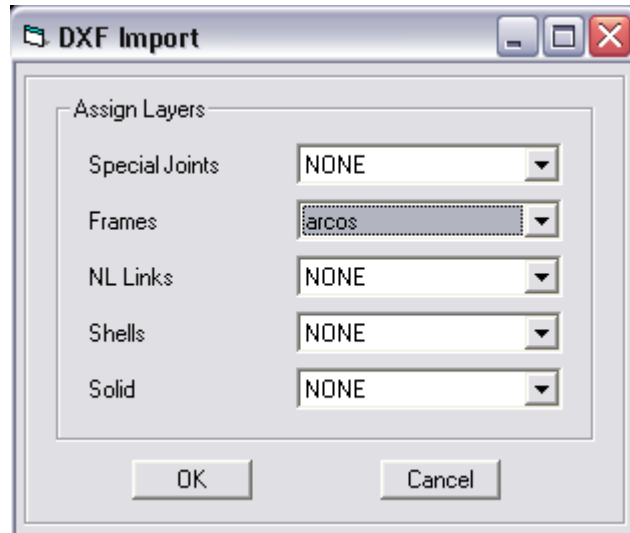 DXF Import
Assign Layers
Special Joints NONE
Frames arcos
NL Links NONE
Shells NONE
Solid NONE
OK Cancel